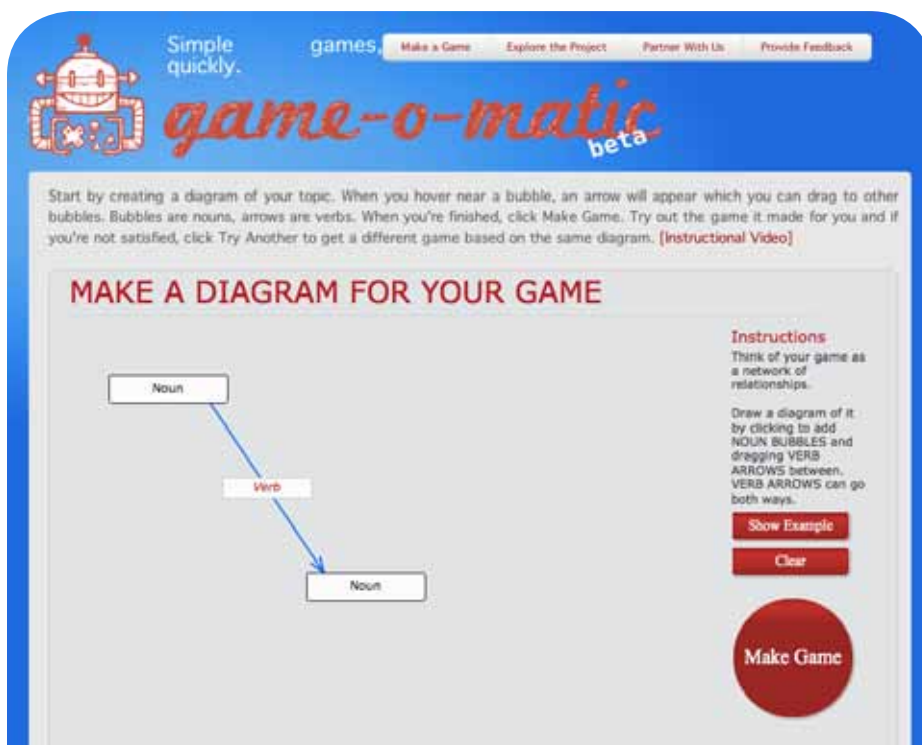 Simple games, quickly.
Make a Game Explore the Project Partner With Us Provide Feedback
game-o-matic
beta
Start by creating a diagram of your topic. When you hover near a bubble, an arrow will appear which you can drag to other
bubbles. Bubbles are nouns, arrows are verbs. When you're finished, click Make Game. Try out the game it made for you and if
you're not satisfied, click Try Another to get a different game based on the same diagram. [Instructional Video]
MAKE A DIAGRAM FOR YOUR GAME
Noun
Verb
Noun
Instructions
Think of your game as
a network of
relationships.
Draw a diagram of it
by clicking to add
NOUN BUBBLES and
dragging VERB
ARROWS between.
VERB ARROWS can go
both ways.
Show Example
Clear
Make Game